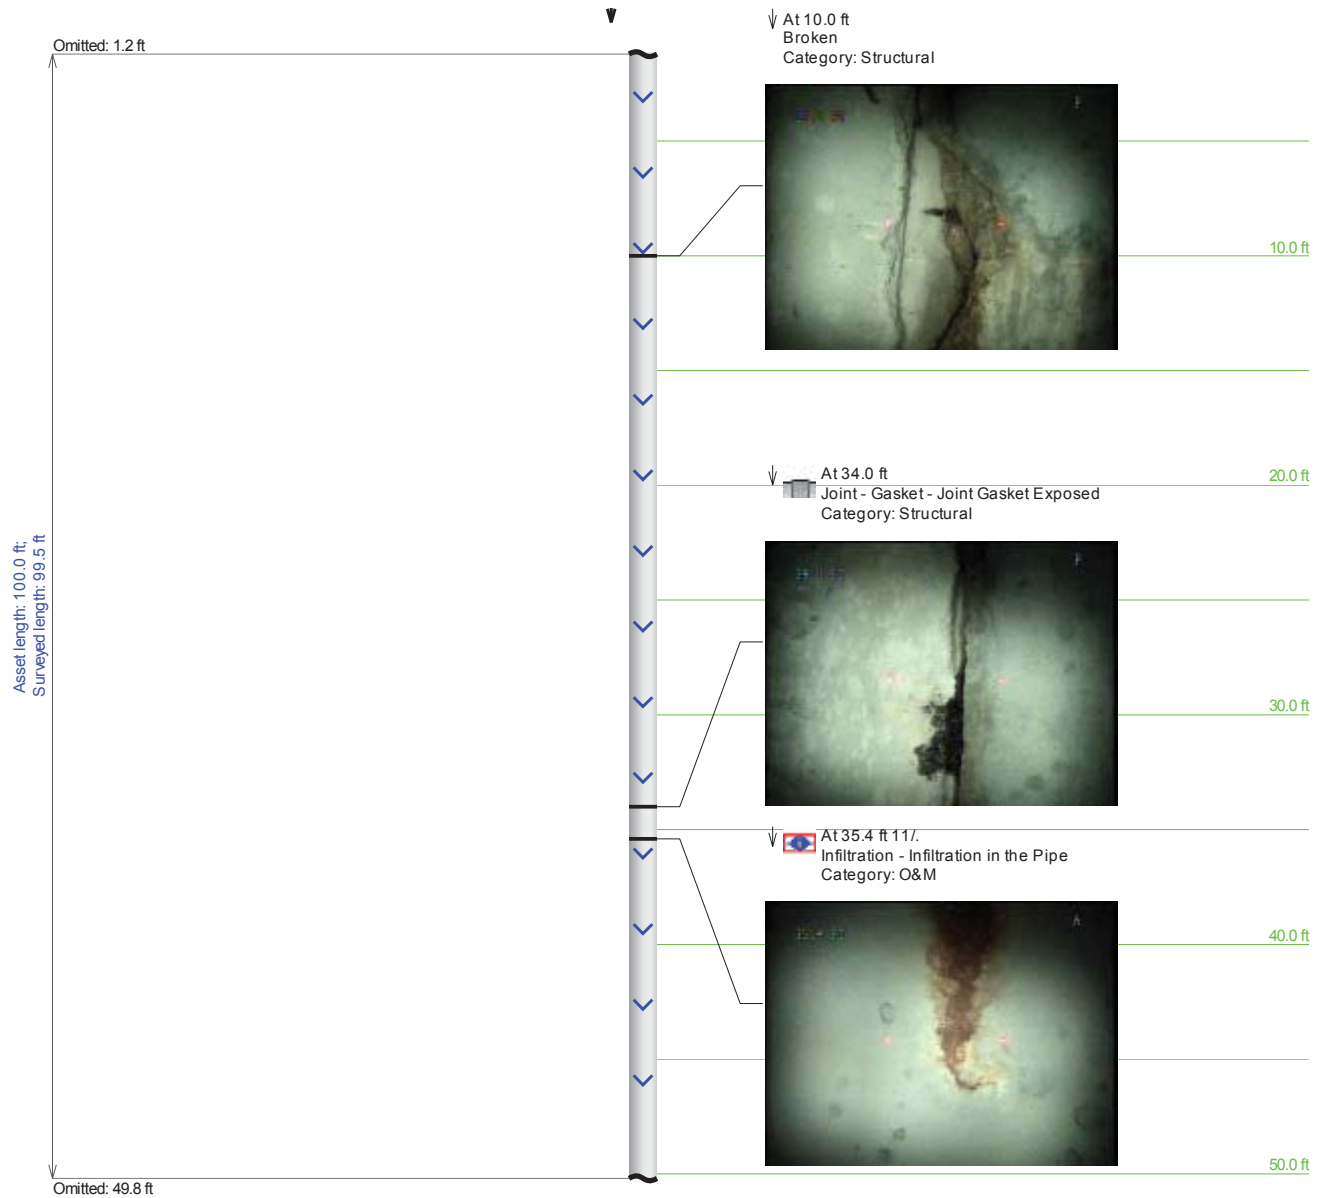 At 10.0 ft
Broken
Category: Structural
Omitted: 1.2 ft
10.0 ft
At 34.0 ft
Joint - Gasket - Joint Gasket Exposed
Category: Structural
20.0 ft
Asset length: 100.0 ft;
Surveyed length: 99.5 ft
30.0 ft
At 35.4 ft 11/.
Infiltration - Infiltration in the Pipe
Category: O&M
40.0 ft
50.0 ft
Omitted: 49.8 ft